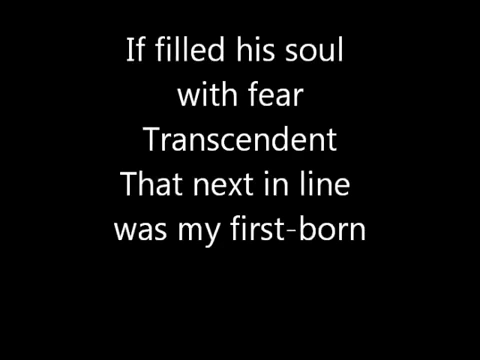 If filled his soul
with fear
Transcendent
That next in line
was my first-born